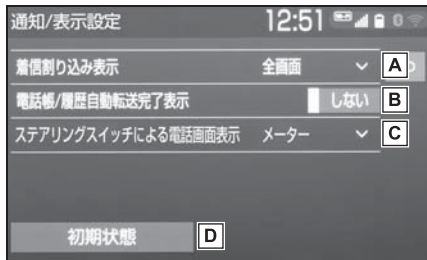 通知/表示設定 12:51 0
着信割り込み表示 全画面 A
電話帳/履歴自動転送完了表示 しない B
ステアリングスイッチによる電話画面表示 メーター C
初期状態 D